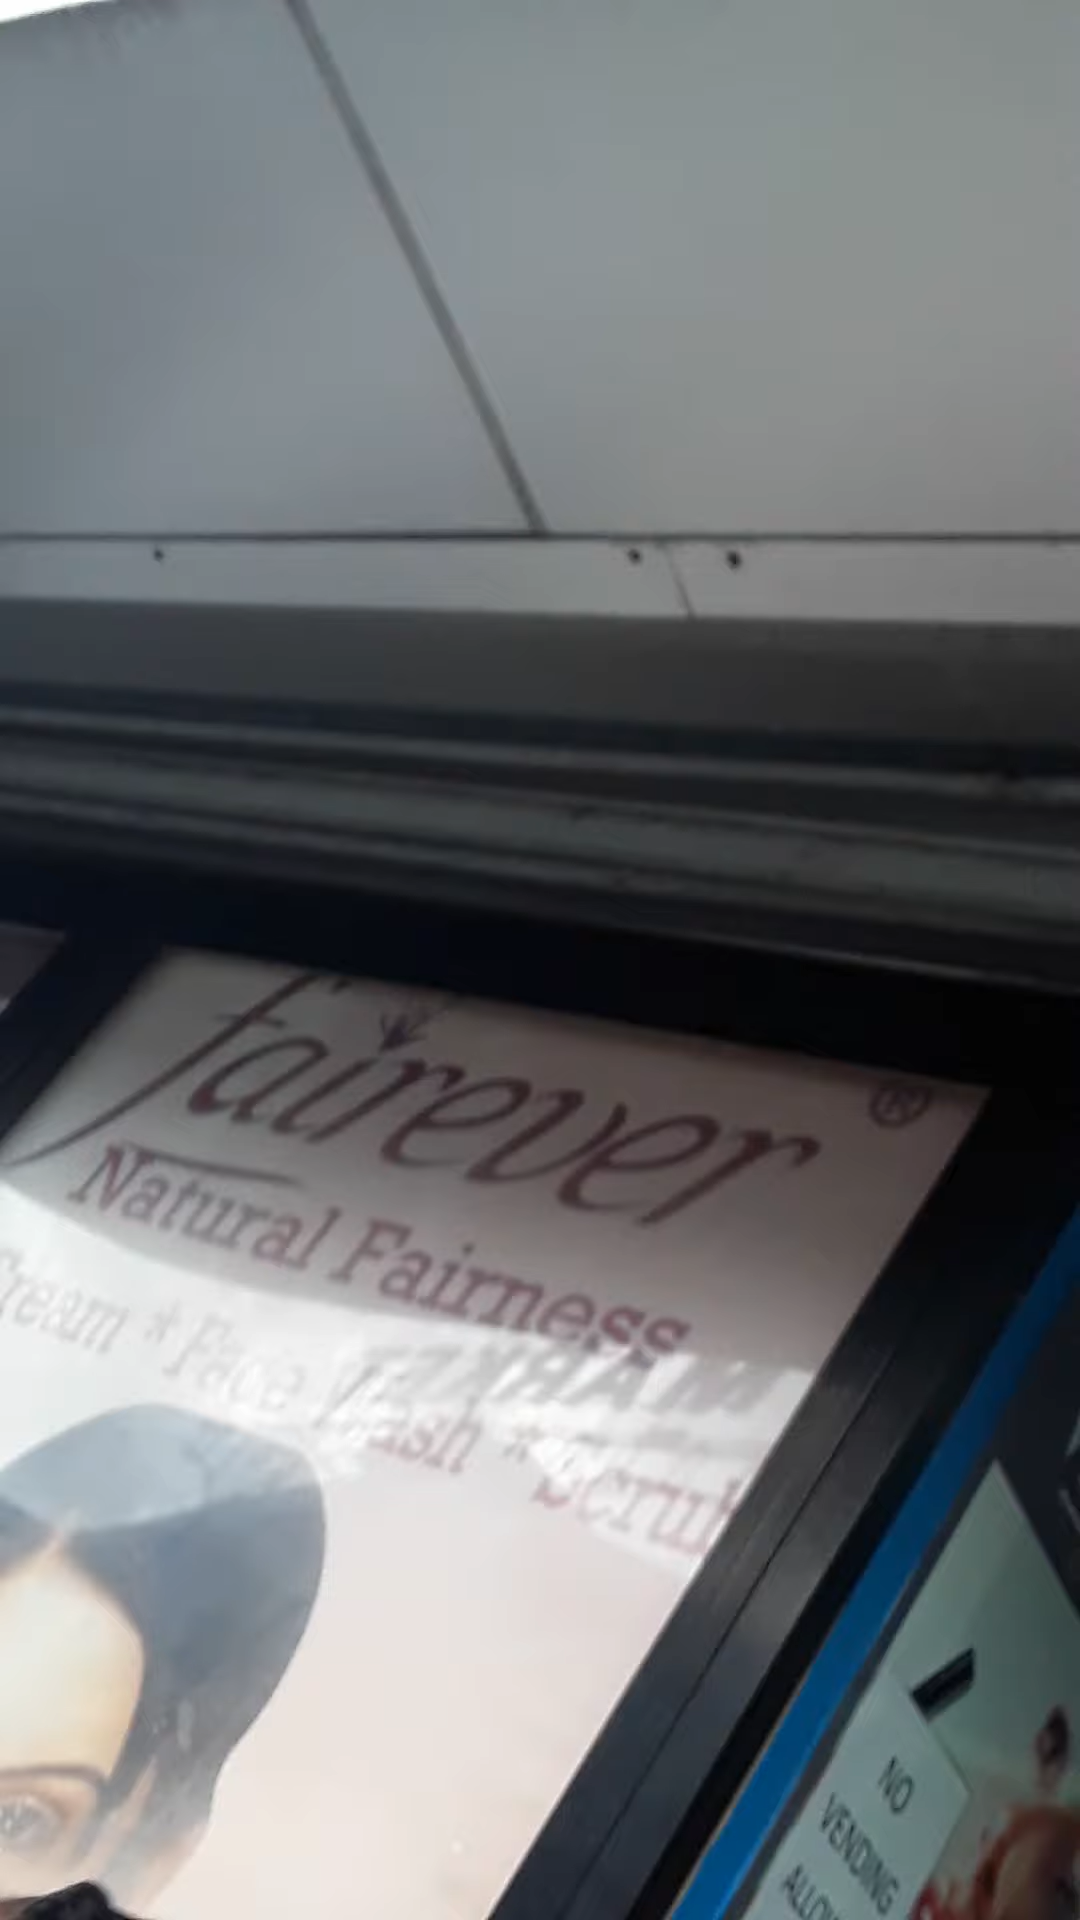 fairever ®
Natural Fairness
Cream * Face Wash * Scrub
NO
VENDING